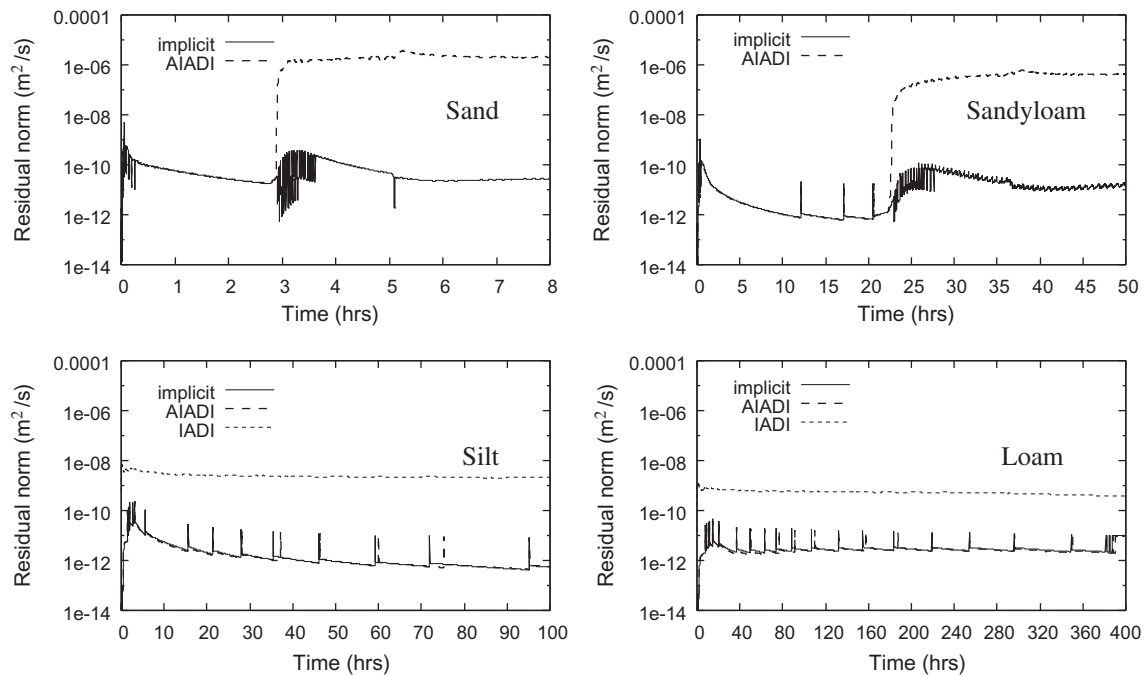 0.0001
1e-06
1e-08
1e-10
1e-12
1e-14
Residual norm (m²/s)
implicit
AIADI
Sand
0 1 2 3 4 5 6 7 8
Time (hrs)
0.0001
1e-06
1e-08
1e-10
1e-12
1e-14
Residual norm (m²/s)
implicit
AIADI
Sandyloam
0 5 10 15 20 25 30 35 40 45 50
Time (hrs)
0.0001
1e-06
1e-08
1e-10
1e-12
1e-14
Residual norm (m²/s)
implicit
AIADI
IADI
Silt
0 10 20 30 40 50 60 70 80 90 100
Time (hrs)
0.0001
1e-06
1e-08
1e-10
1e-12
1e-14
Residual norm (m²/s)
implicit
AIADI
IADI
Loam
0 40 80 120 160 200 240 280 320 360 400
Time (hrs)